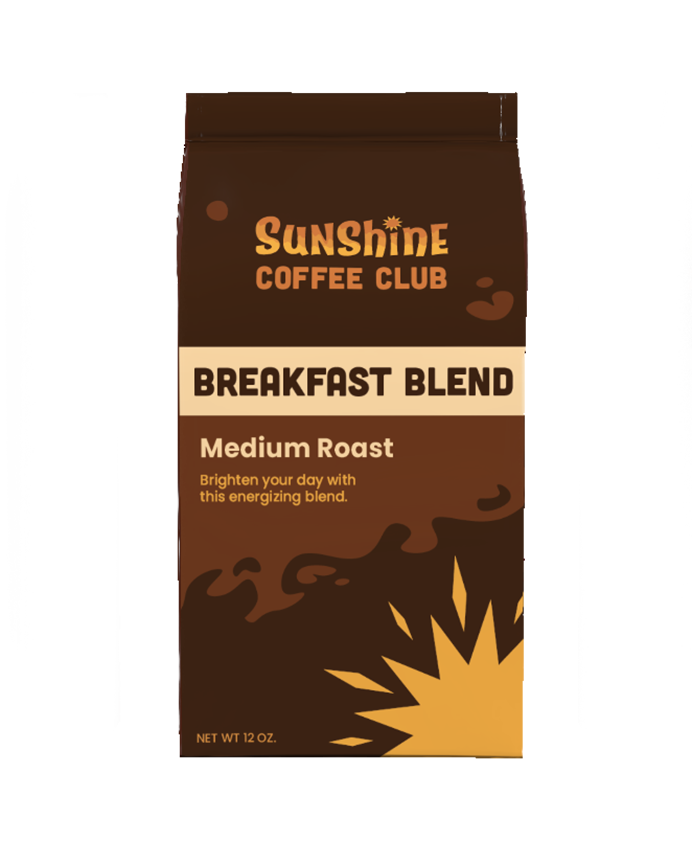 SUNSHINE
COFFEE CLUB
BREAKFAST BLEND
Medium Roast
Brighten your day with
this energizing blend.
NET WT 12 OZ.